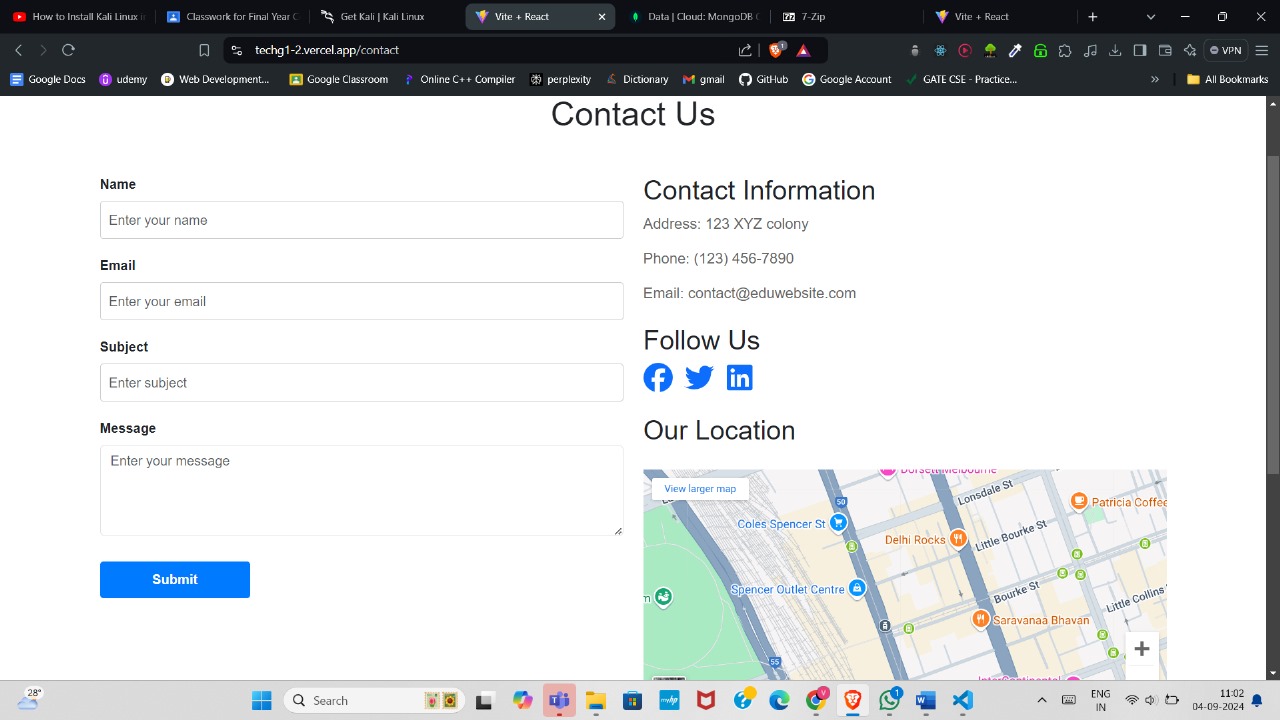 How to Install Kali Linux i
Classwork for Final Year C
Get Kali | Kali Linux
Vite + React
Data | Cloud: MongoDB C
7-Zip
Vite + React
techg1-2.vercel.app/contact
1
VPN
Google Docs
udemy
Web Development...
Google Classroom
Online C++ Compiler
perplexity
Dictionary
gmail
GitHub
Google Account
GATE CSE - Practice...
»
All Bookmarks
Contact Us
Name
Enter your name
Email
Enter your email
Subject
Enter subject
Message
Enter your message
Submit
Contact Information
Address: 123 XYZ colony
Phone: (123) 456-7890
Email: contact@eduwebsite.com
Follow Us
Our Location
View larger map
Dorsett Melbourne
50
Lonsdale St
Patricia Coffee
Coles Spencer St
Delhi Rocks
Little Bourke St
Spencer Outlet Centre
m
Bourke St
Little Collins
Saravanaa Bhavan
55
InterContinental
+
28°
Search
1
ENG
IN
11:02
04-09-2024